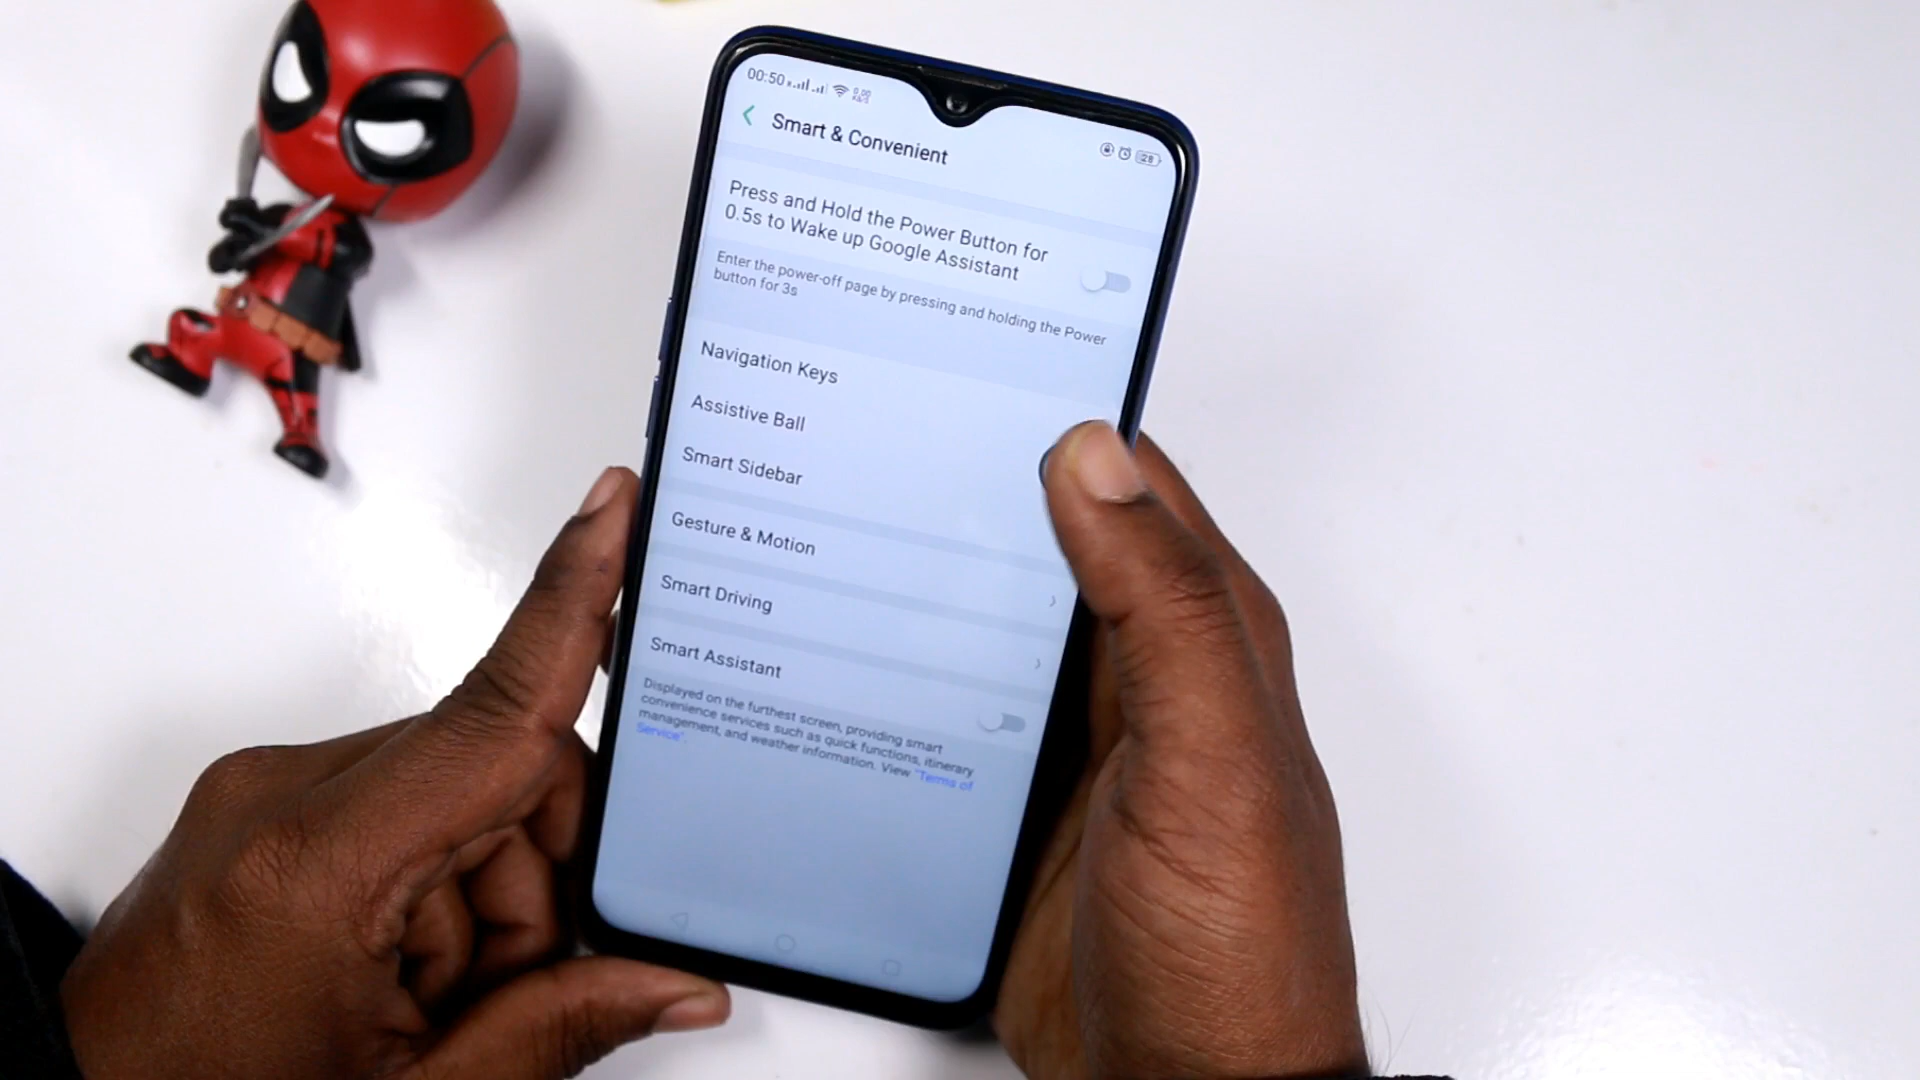 00:50
0.00
Smart & Convenient
28
Press and Hold the Power Button for
0.5s to Wake up Google Assistant
Enter the power-off page by pressing and holding the Power
button for 3s
Navigation Keys
Assistive Ball
Smart Sidebar
Gesture & Motion
Smart Driving
Smart Assistant
Displayed on the furthest screen, providing smart
convenience services such as quick functions, itinerary
management, and weather information. View "Terms of
Service".